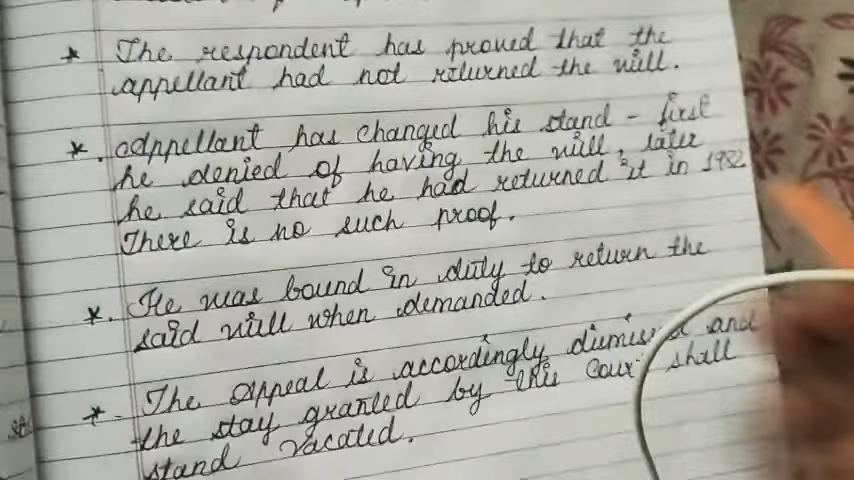 * The respondent has proved that the
appellant had not returned the will.
*. Appellant has changed his stand - first
he denied of having the will, later
he said that he had returned it in 1982
There is no such proof.
*. He was bound in duty to return the
said will when demanded.
*. The appeal is accordingly dismissed and
the stay granted by this Court shall
stand vacated.